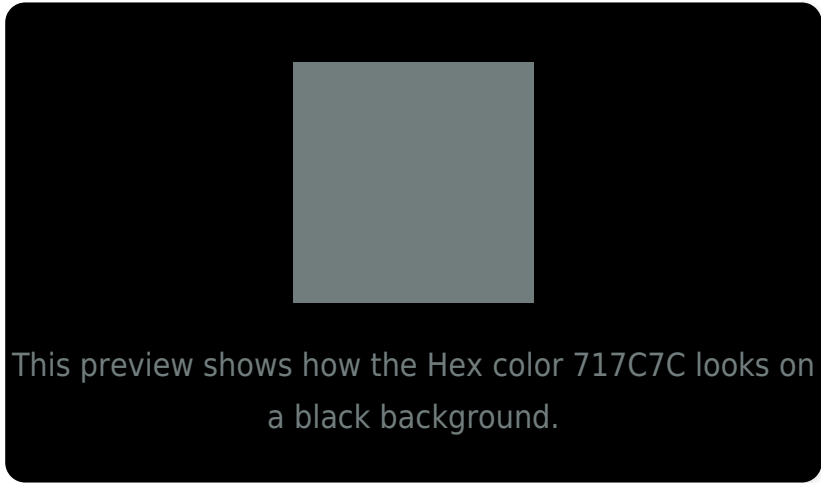 This preview shows how the Hex color 717C7C looks on
a black background.